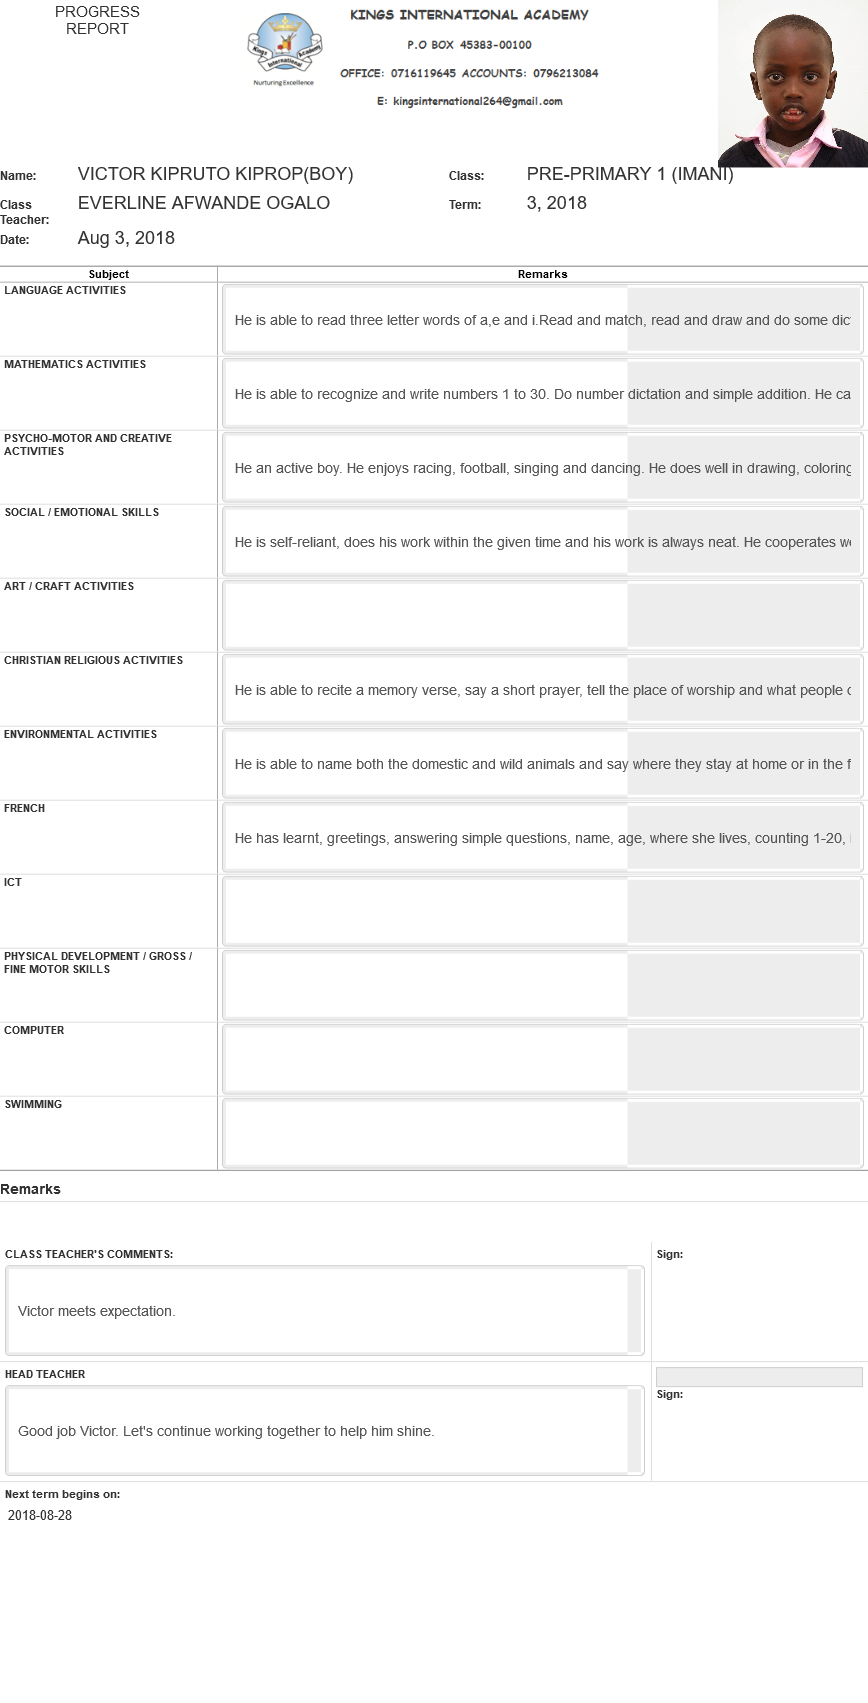 PROGRESS
REPORT
KINGS INTERNATIONAL ACADEMY
P.O BOX 45383-00100
OFFICE: 0716119645 ACCOUNTS: 0796213084
E: kingsinternational264@gmail.com
Kings International Academy
Nurturing Excellence
Name: VICTOR KIPRUTO KIPROP(BOY) Class: PRE-PRIMARY 1 (IMANI)
Class Teacher: EVERLINE AFWANDE OGALO Term: 3, 2018
Date: Aug 3, 2018
Subject Remarks
LANGUAGE ACTIVITIES
He is able to read three letter words of a,e and i.Read and match, read and draw and do some dic
MATHEMATICS ACTIVITIES
He is able to recognize and write numbers 1 to 30. Do number dictation and simple addition. He ca
PSYCHO-MOTOR AND CREATIVE
ACTIVITIES
He an active boy. He enjoys racing, football, singing and dancing. He does well in drawing, coloring
SOCIAL / EMOTIONAL SKILLS
He is self-reliant, does his work within the given time and his work is always neat. He cooperates we
ART / CRAFT ACTIVITIES
CHRISTIAN RELIGIOUS ACTIVITIES
He is able to recite a memory verse, say a short prayer, tell the place of worship and what people
ENVIRONMENTAL ACTIVITIES
He is able to name both the domestic and wild animals and say where they stay at home or in the f
FRENCH
He has learnt, greetings, answering simple questions, name, age, where she lives, counting 1-20,
ICT
PHYSICAL DEVELOPMENT / GROSS /
FINE MOTOR SKILLS
COMPUTER
SWIMMING
Remarks
CLASS TEACHER'S COMMENTS: Sign:
Victor meets expectation.
HEAD TEACHER
Sign:
Good job Victor. Let's continue working together to help him shine.
Next term begins on:
2018-08-28